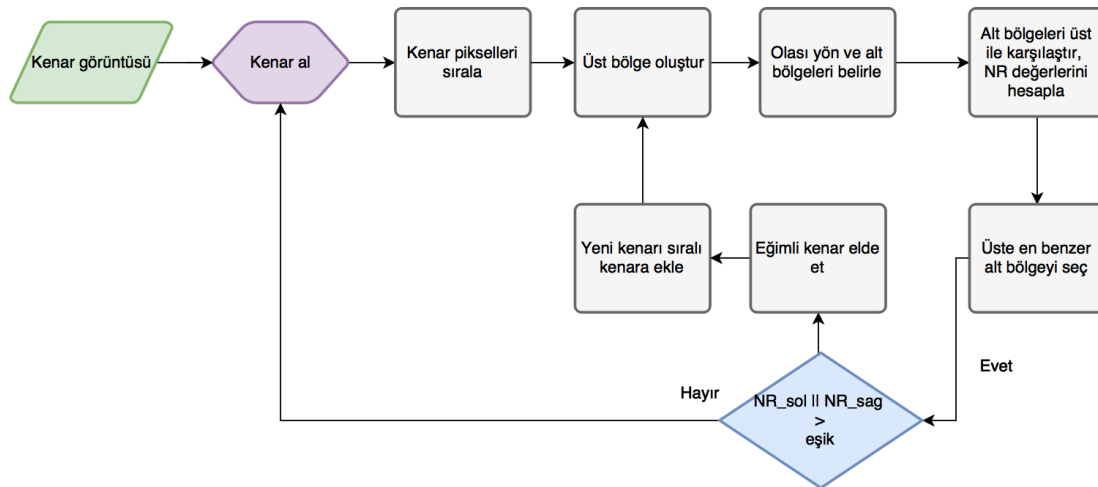 Kenar görüntüsü
Kenar al
Kenar pikselleri
sırala
Üst bölge oluştur
Olası yön ve alt
bölgeleri belirle
Alt bölgeleri üst
ile karşılaştır,
NR değerlerini
hesapla
Yeni kenarı sıralı
kenara ekle
Eğimli kenar elde
et
Üste en benzer
alt bölgeyi seç
Evet
Hayır
NR_sol || NR_sag
>
eşik